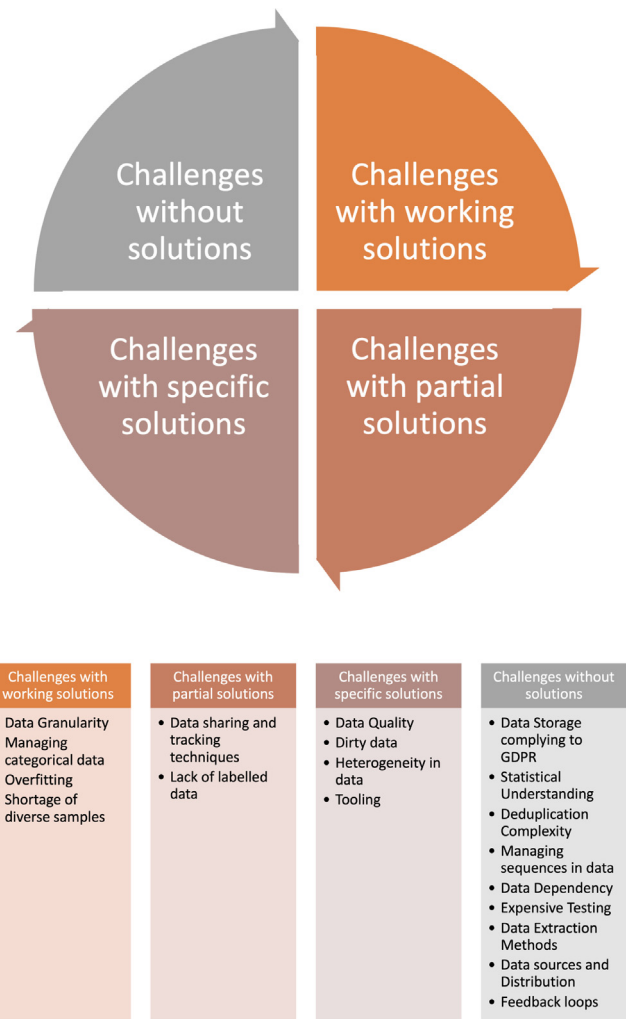 Challenges
without
solutions
Challenges
with working
solutions
Challenges
with specific
solutions
Challenges
with partial
solutions
Challenges with
working solutions
Data Granularity
Managing
categorical data
Overfitting
Shortage of
diverse samples
Challenges with
partial solutions
• Data sharing and
tracking
techniques
• Lack of labelled
data
Challenges with
specific solutions
• Data Quality
• Dirty data
• Heterogeneity in
data
• Tooling
Challenges without
solutions
• Data Storage
complying to
GDPR
• Statistical
Understanding
• Deduplication
Complexity
• Managing
sequences in data
• Data Dependency
• Expensive Testing
• Data Extraction
Methods
• Data sources and
Distribution
• Feedback loops